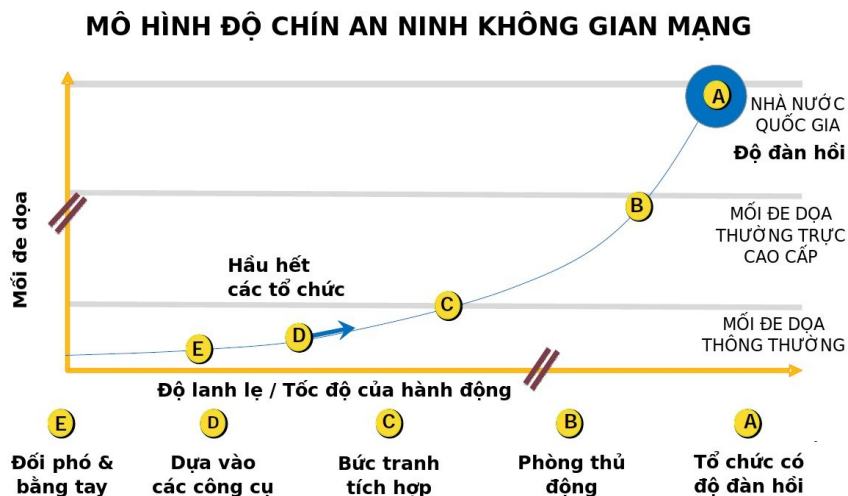 MÔ HÌNH ĐỘ CHÍN AN NINH KHÔNG GIAN MẠNG
A
NHÀ NƯỚC
QUỐC GIA
Độ đàn hồi
Mối đe dọa
B
MỐI ĐE DỌA
THƯỜNG TRỰC
CAO CẤP
Hầu hết
các tổ chức
C
D
E
MỐI ĐE DỌA
THÔNG THƯỜNG
Độ lanh lẹ / Tốc độ của hành động
E
D
C
B
A
Đối phó &
bằng tay
Dựa vào
các công cụ
Bức tranh
tích hợp
Phòng thủ
động
Tổ chức có
độ đàn hồi